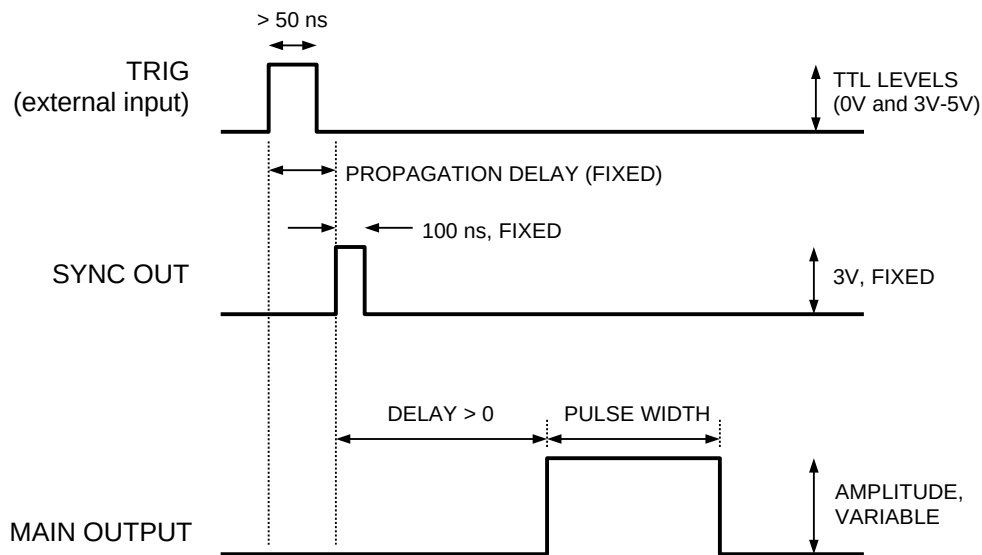 > 50 ns
TRIG
(external input)
TTL LEVELS
(0V and 3V-5V)
PROPAGATION DELAY (FIXED)
100 ns, FIXED
SYNC OUT
3V, FIXED
DELAY > 0
PULSE WIDTH
AMPLITUDE,
VARIABLE
MAIN OUTPUT